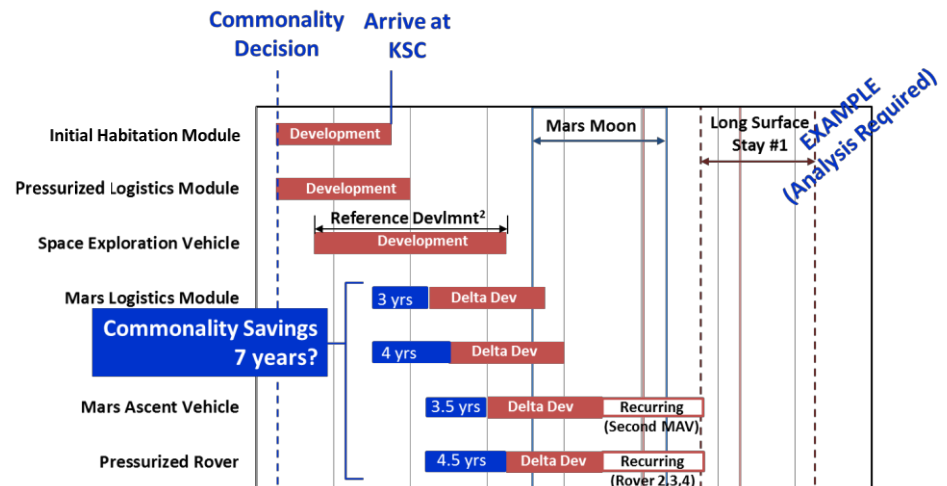 Commonality
Decision
Arrive at
KSC
EXAMPLE
(Analysis Required)
Initial Habitation Module
Development
Mars Moon
Long Surface
Stay #1
Pressurized Logistics Module
Development
Reference Devlmnt²
Space Exploration Vehicle
Development
Mars Logistics Module
3 yrs
Delta Dev
Commonality Savings
7 years?
4 yrs
Delta Dev
Mars Ascent Vehicle
3.5 yrs
Delta Dev
Recurring
(Second MAV)
Pressurized Rover
4.5 yrs
Delta Dev
Recurring
(Rover 2,3,4)